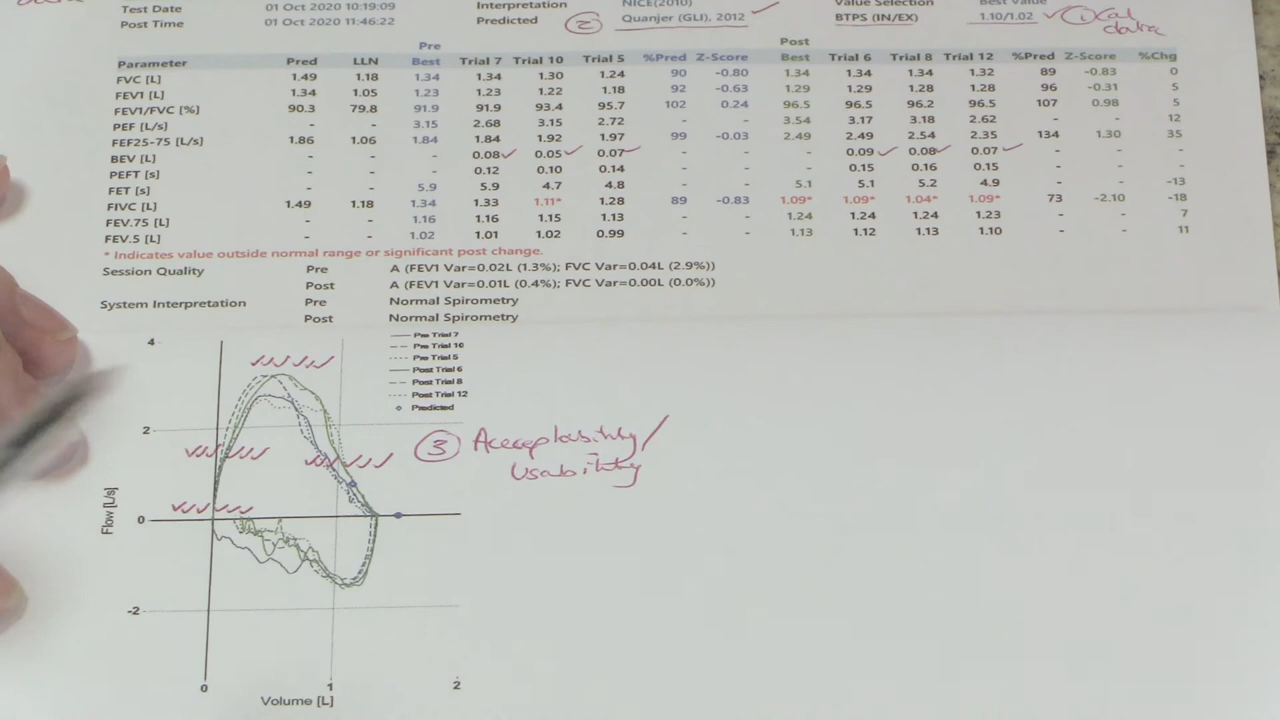 Test Date 01 Oct 2020 10:19:09 Interpretation NICE(2010) Value Selection Best Value
Post Time 01 Oct 2020 11:46:22 Predicted ② Quanjer (GLI), 2012 BTPS (IN/EX) 1.10/1.02 ① Cal data
Pre Post
Parameter Pred LLN Best Trial 7 Trial 10 Trial 5 %Pred Z-Score Best Trial 6 Trial 8 Trial 12 %Pred Z-Score %Chg
FVC [L] 1.49 1.18 1.34 1.34 1.30 1.24 90 -0.80 1.34 1.34 1.34 1.32 89 -0.83 0
FEV1 [L] 1.34 1.05 1.23 1.23 1.22 1.18 92 -0.63 1.29 1.29 1.28 1.28 96 -0.31 5
FEV1/FVC [%] 90.3 79.8 91.9 91.9 93.4 95.7 102 0.24 96.5 96.5 96.2 96.5 107 0.98 5
PEF [L/s] - - 3.15 2.68 3.15 2.72 - - 3.54 3.17 3.18 2.62 - - 12
FEF25-75 [L/s] 1.86 1.06 1.84 1.84 1.92 1.97 99 -0.03 2.49 2.49 2.54 2.35 134 1.30 35
BEV [L] - - - 0.08 0.05 0.07 - - - 0.09 0.08 0.07 - -
PEFT [s] - - - 0.12 0.10 0.14 - - - 0.15 0.16 0.15 - -
FET [s] - - 5.9 5.9 4.7 4.8 - - 5.1 5.1 5.2 4.9 - - -13
FIVC [L] 1.49 1.18 1.34 1.33 1.11* 1.28 89 -0.83 1.09* 1.09* 1.04* 1.09* 73 -2.10 -18
FEV.75 [L] - - 1.16 1.16 1.15 1.13 - - 1.24 1.24 1.24 1.23 - - 7
FEV.5 [L] - - 1.02 1.01 1.02 0.99 - - 1.13 1.12 1.13 1.10 - - 11
* Indicates value outside normal range or significant post change.
Session Quality Pre A (FEV1 Var=0.02L (1.3%); FVC Var=0.04L (2.9%))
Post A (FEV1 Var=0.01L (0.4%); FVC Var=0.00L (0.0%))
System Interpretation Pre Normal Spirometry
Post Normal Spirometry
Pre Trial 7
Pre Trial 10
Pre Trial 5
Post Trial 6
Post Trial 8
Post Trial 12
Predicted
③ Acceptability/
Usability
4
2
0
-2
Flow [L/s]
0 1 2
Volume [L]